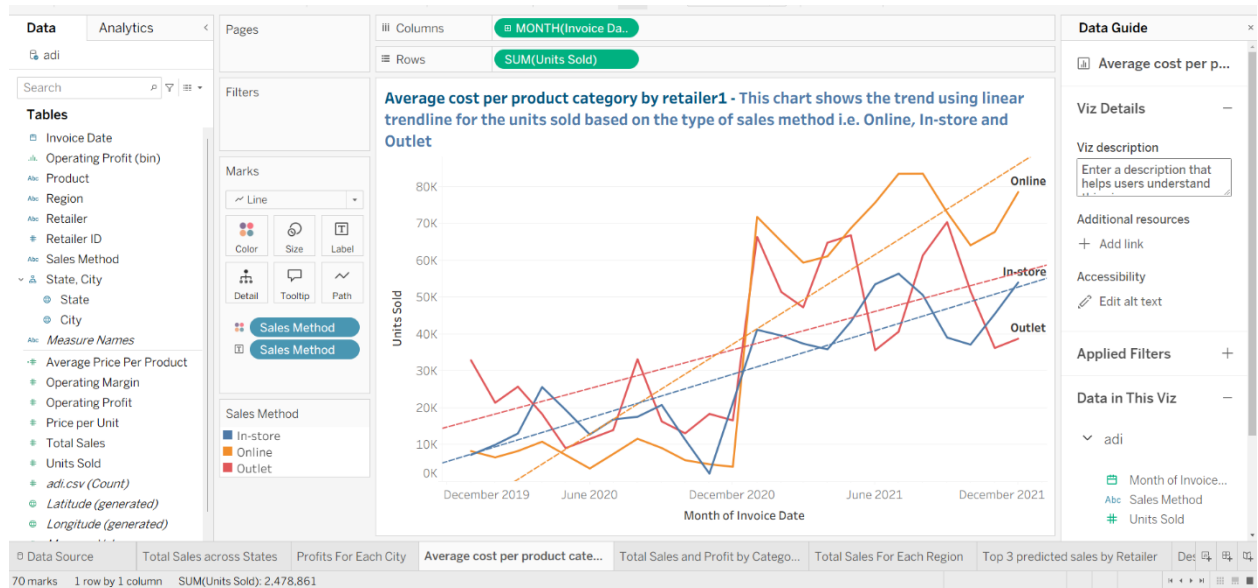 Data
Analytics
adi
Search
Tables
Invoice Date
Operating Profit (bin)
Abc Product
Abc Region
Abc Retailer
# Retailer ID
Abc Sales Method
State, City
State
City
Abc Measure Names
Average Price Per Product
# Operating Margin
# Operating Profit
# Price per Unit
# Total Sales
# Units Sold
# adi.csv (Count)
Latitude (generated)
Longitude (generated)
Pages
Filters
Marks
Line
Color
Size
Label
Detail
Tooltip
Path
Sales Method
Sales Method
Sales Method
In-store
Online
Outlet
Columns
MONTH(Invoice Da..
Rows
SUM(Units Sold)
Average cost per product category by retailer1 - This chart shows the trend using linear
trendline for the units sold based on the type of sales method i.e. Online, In-store and
Outlet
80K
70K
60K
50K
40K
30K
20K
10K
0K
Units Sold
Online
In-store
Outlet
December 2019
June 2020
December 2020
June 2021
December 2021
Month of Invoice Date
Data Guide
Average cost per p...
Viz Details
Viz description
Enter a description that
helps users understand
Additional resources
+ Add link
Accessibility
Edit alt text
Applied Filters
Data in This Viz
adi
Month of Invoice...
Abc Sales Method
# Units Sold
Data Source
Total Sales across States
Profits For Each City
Average cost per product cate...
Total Sales and Profit by Catego...
Total Sales For Each Region
Top 3 predicted sales by Retailer
70 marks
1 row by 1 column
SUM(Units Sold): 2,478,861